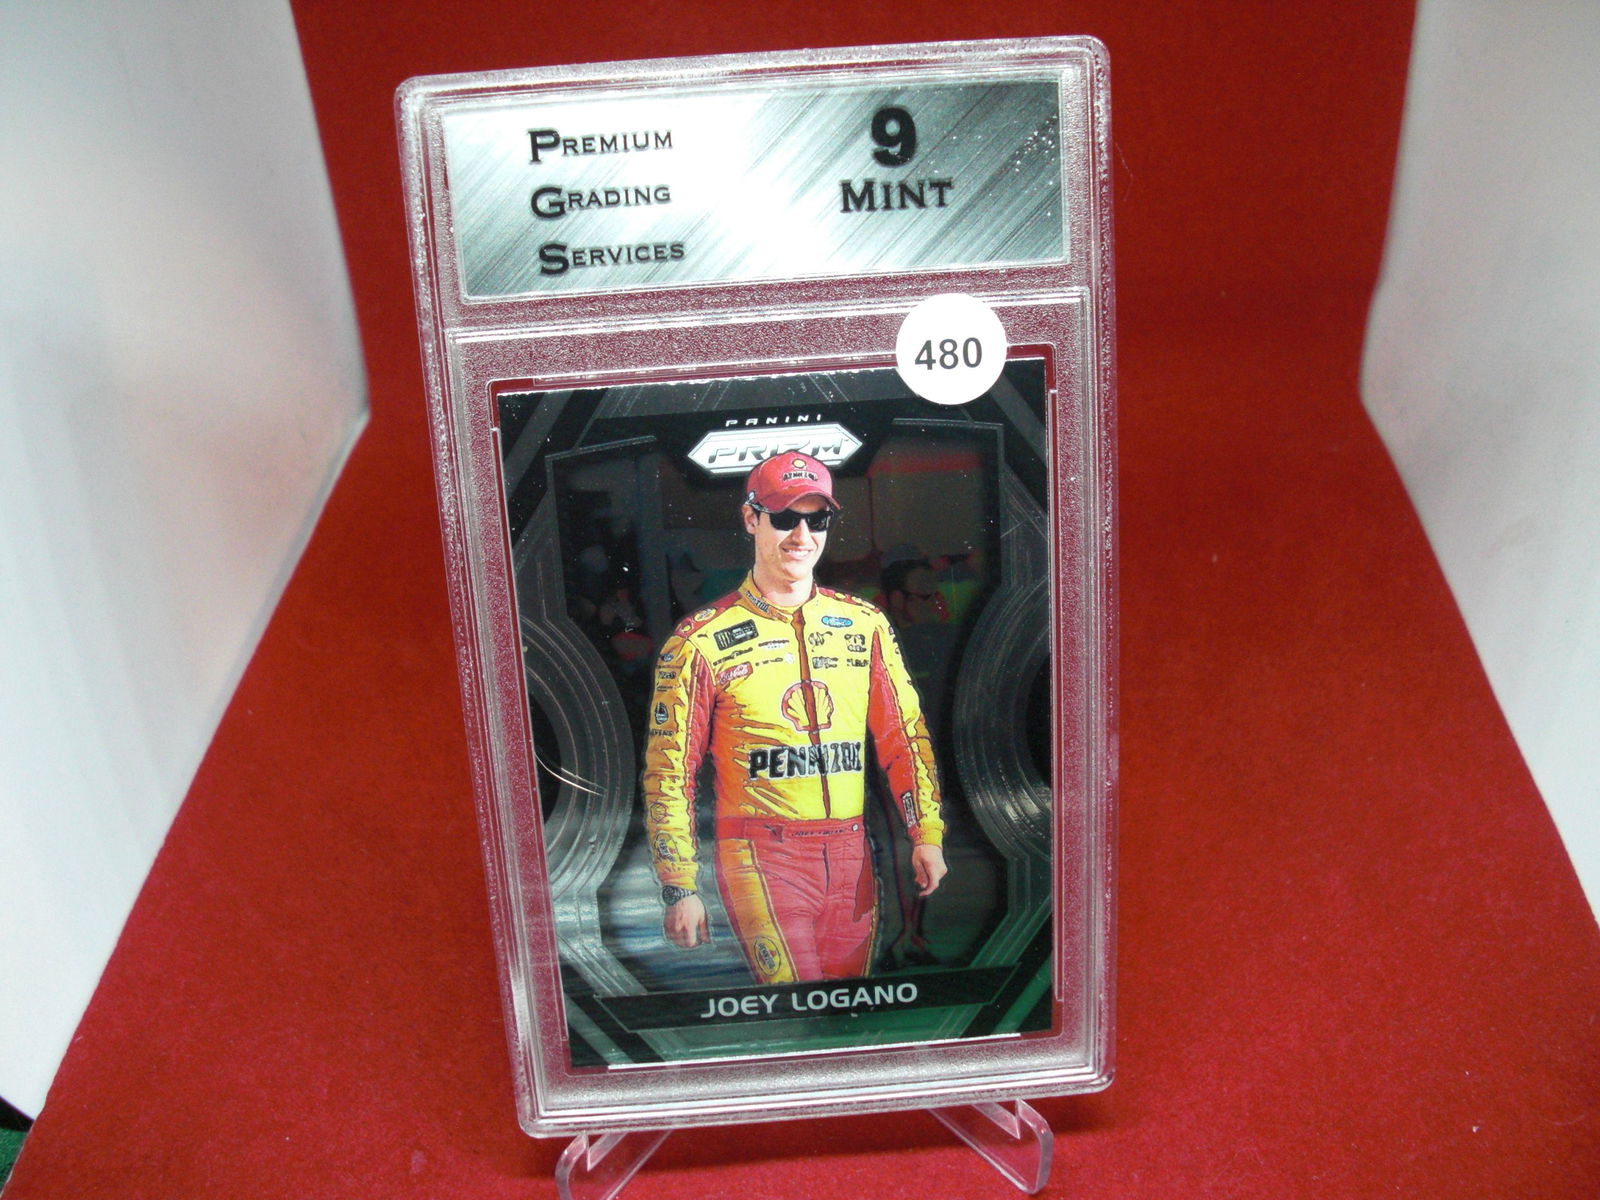 PREMIUM
GRADING
SERVICES
9
MINT
480
PANINI
PRIZM
PENNZOIL
JOEY LOGANO